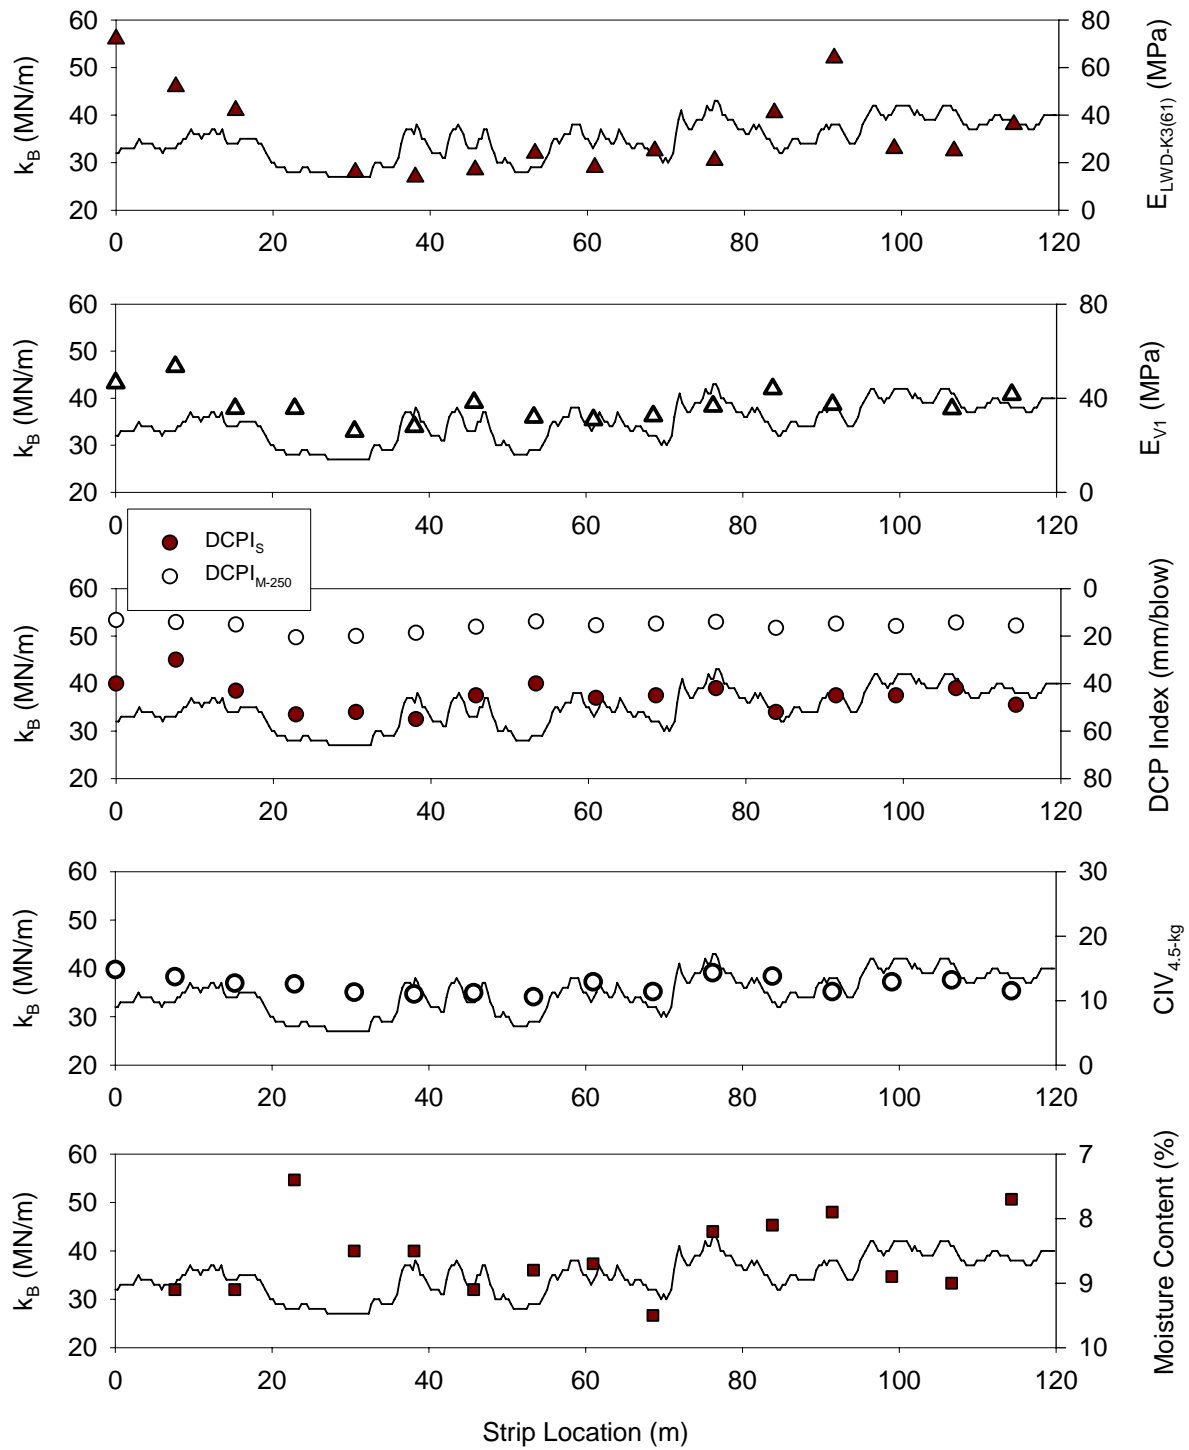 60
50
40
30
20
k_B (MN/m)
80
60
40
20
0
E_LWD-K3(61) (MPa)
0 20 40 60 80 100 120
60
50
40
30
20
k_B (MN/m)
80
40
0
E_V1 (MPa)
0 20 40 60 80 100 120
DCPI_S
DCPI_M-250
60
50
40
30
20
k_B (MN/m)
0
20
40
60
80
DCP Index (mm/blow)
0 20 40 60 80 100 120
60
50
40
30
20
k_B (MN/m)
30
20
10
0
CIV_4.5-kg
0 20 40 60 80 100 120
60
50
40
30
20
k_B (MN/m)
7
8
9
10
Moisture Content (%)
0 20 40 60 80 100 120
Strip Location (m)